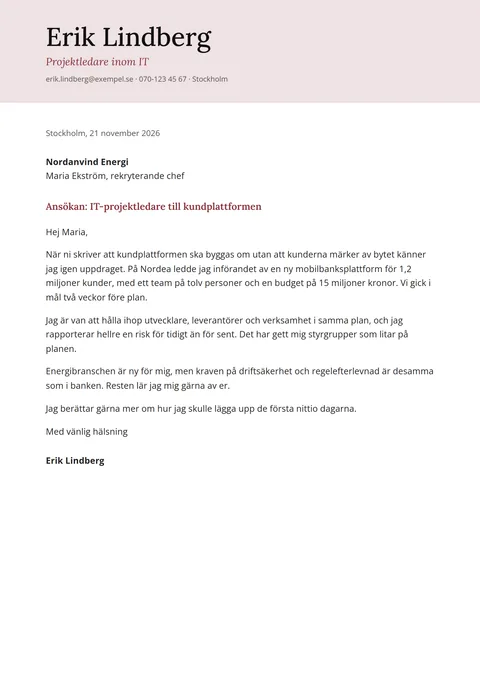 Erik Lindberg
Projektledare inom IT
erik.lindberg@exempel.se · 070-123 45 67 · Stockholm
Stockholm, 21 november 2026
Nordanvind Energi
Maria Ekström, rekryterande chef
Ansökan: IT-projektledare till kundplattformen
Hej Maria,
När ni skriver att kundplattformen ska byggas om utan att kunderna märker av bytet känner
jag igen uppdraget. På Nordea ledde jag införandet av en ny mobilbanksplattform för 1,2
miljoner kunder, med ett team på tolv personer och en budget på 15 miljoner kronor. Vi gick i
mål två veckor före plan.
Jag är van att hålla ihop utvecklare, leverantörer och verksamhet i samma plan, och jag
rapporterar hellre en risk för tidigt än för sent. Det har gett mig styrgrupper som litar på
planen.
Energibranschen är ny för mig, men kraven på driftsäkerhet och regelefterlevnad är desamma
som i banken. Resten lär jag mig gärna av er.
Jag berättar gärna mer om hur jag skulle lägga upp de första nittio dagarna.
Med vänlig hälsning
Erik Lindberg